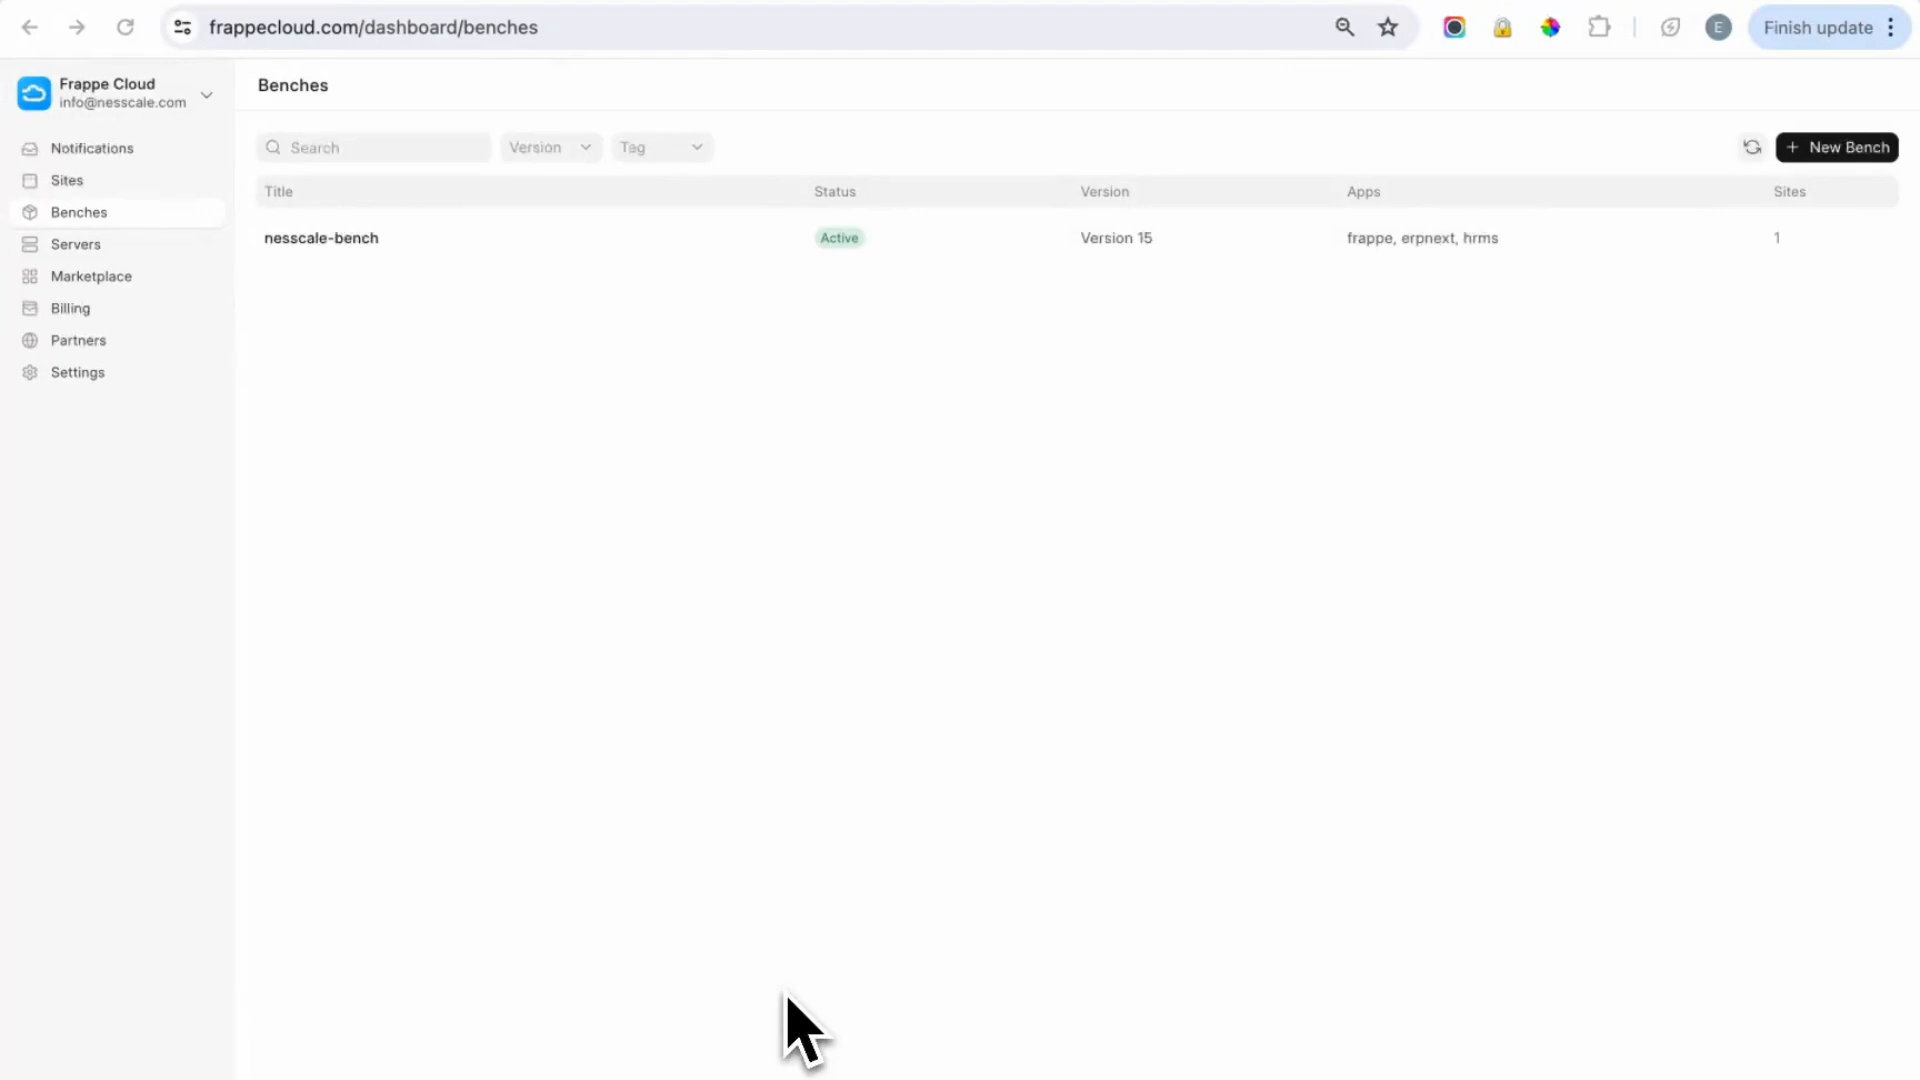 frappecloud.com/dashboard/benches
E
Finish update
Frappe Cloud
info@nesscale.com
Benches
Notifications
Sites
Benches
Servers
Marketplace
Billing
Partners
Settings
Search
Version
Tag
New Bench
Title Status Version Apps Sites
nesscale-bench Active Version 15 frappe, erpnext, hrms 1